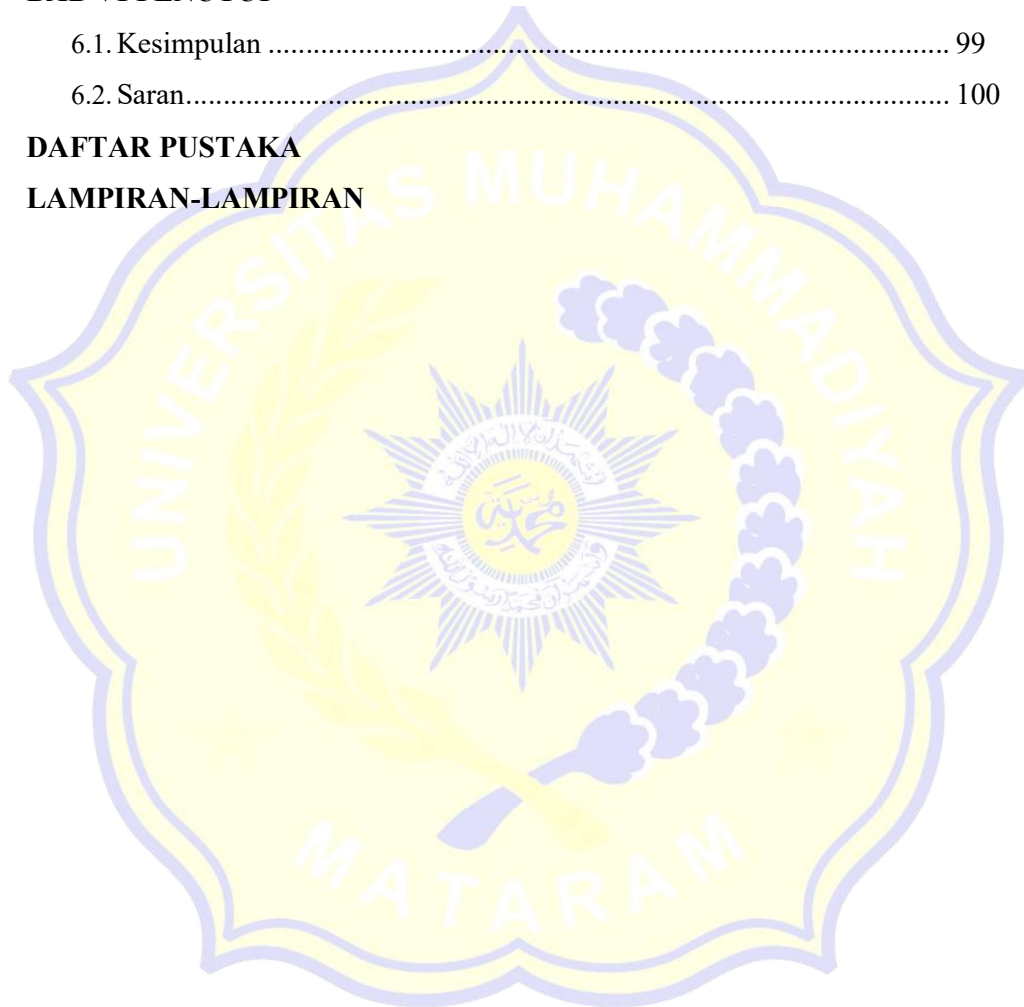 6.1. Kesimpulan ........................................................................................... 99
6.2. Saran..................................................................................................... 100
DAFTAR PUSTAKA
LAMPIRAN-LAMPIRAN
UNIVERSITAS MUHAMMADIYAH
MATARAM